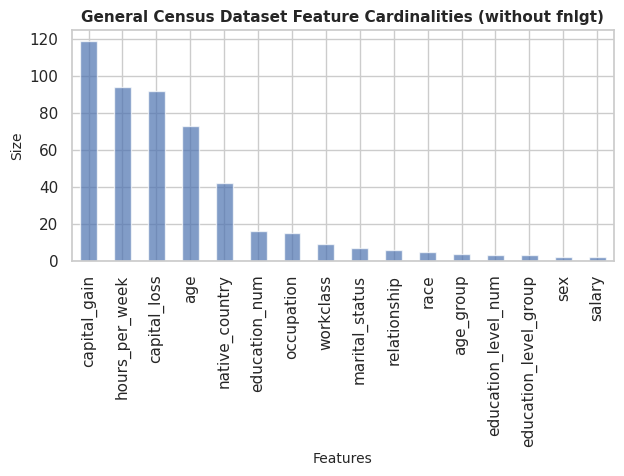 General Census Dataset Feature Cardinalities (without fnlgt)
120
100
80
60
40
20
0
Size
capital_gain
hours_per_week
capital_loss
age
native_country
education_num
occupation
workclass
marital_status
relationship
race
age_group
education_level_num
education_level_group
sex
salary
Features